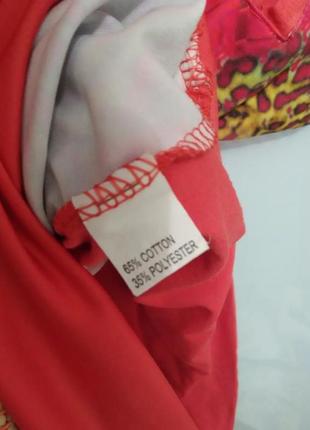 65% COTTON
35% POLYESTER